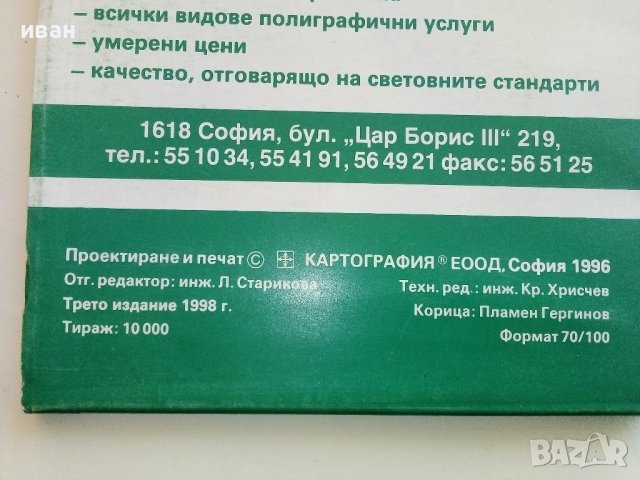 – всички видове полиграфични услуги
иван
– умерени цени
– качество, отговарящо на световните стандарти
1618 София, бул. „Цар Борис III“ 219,
тел.: 55 10 34, 55 41 91, 56 49 21 факс: 56 51 25
Проектиране и печат © КАРТОГРАФИЯ® ЕООД, София 1996
Отг. редактор: инж. Л. Старикова
Техн. ред.: инж. Кр. Хрисчев
Трето издание 1998 г.
Корица: Пламен Гергинов
Тираж: 10 000
Формат 70/100
BAZAR